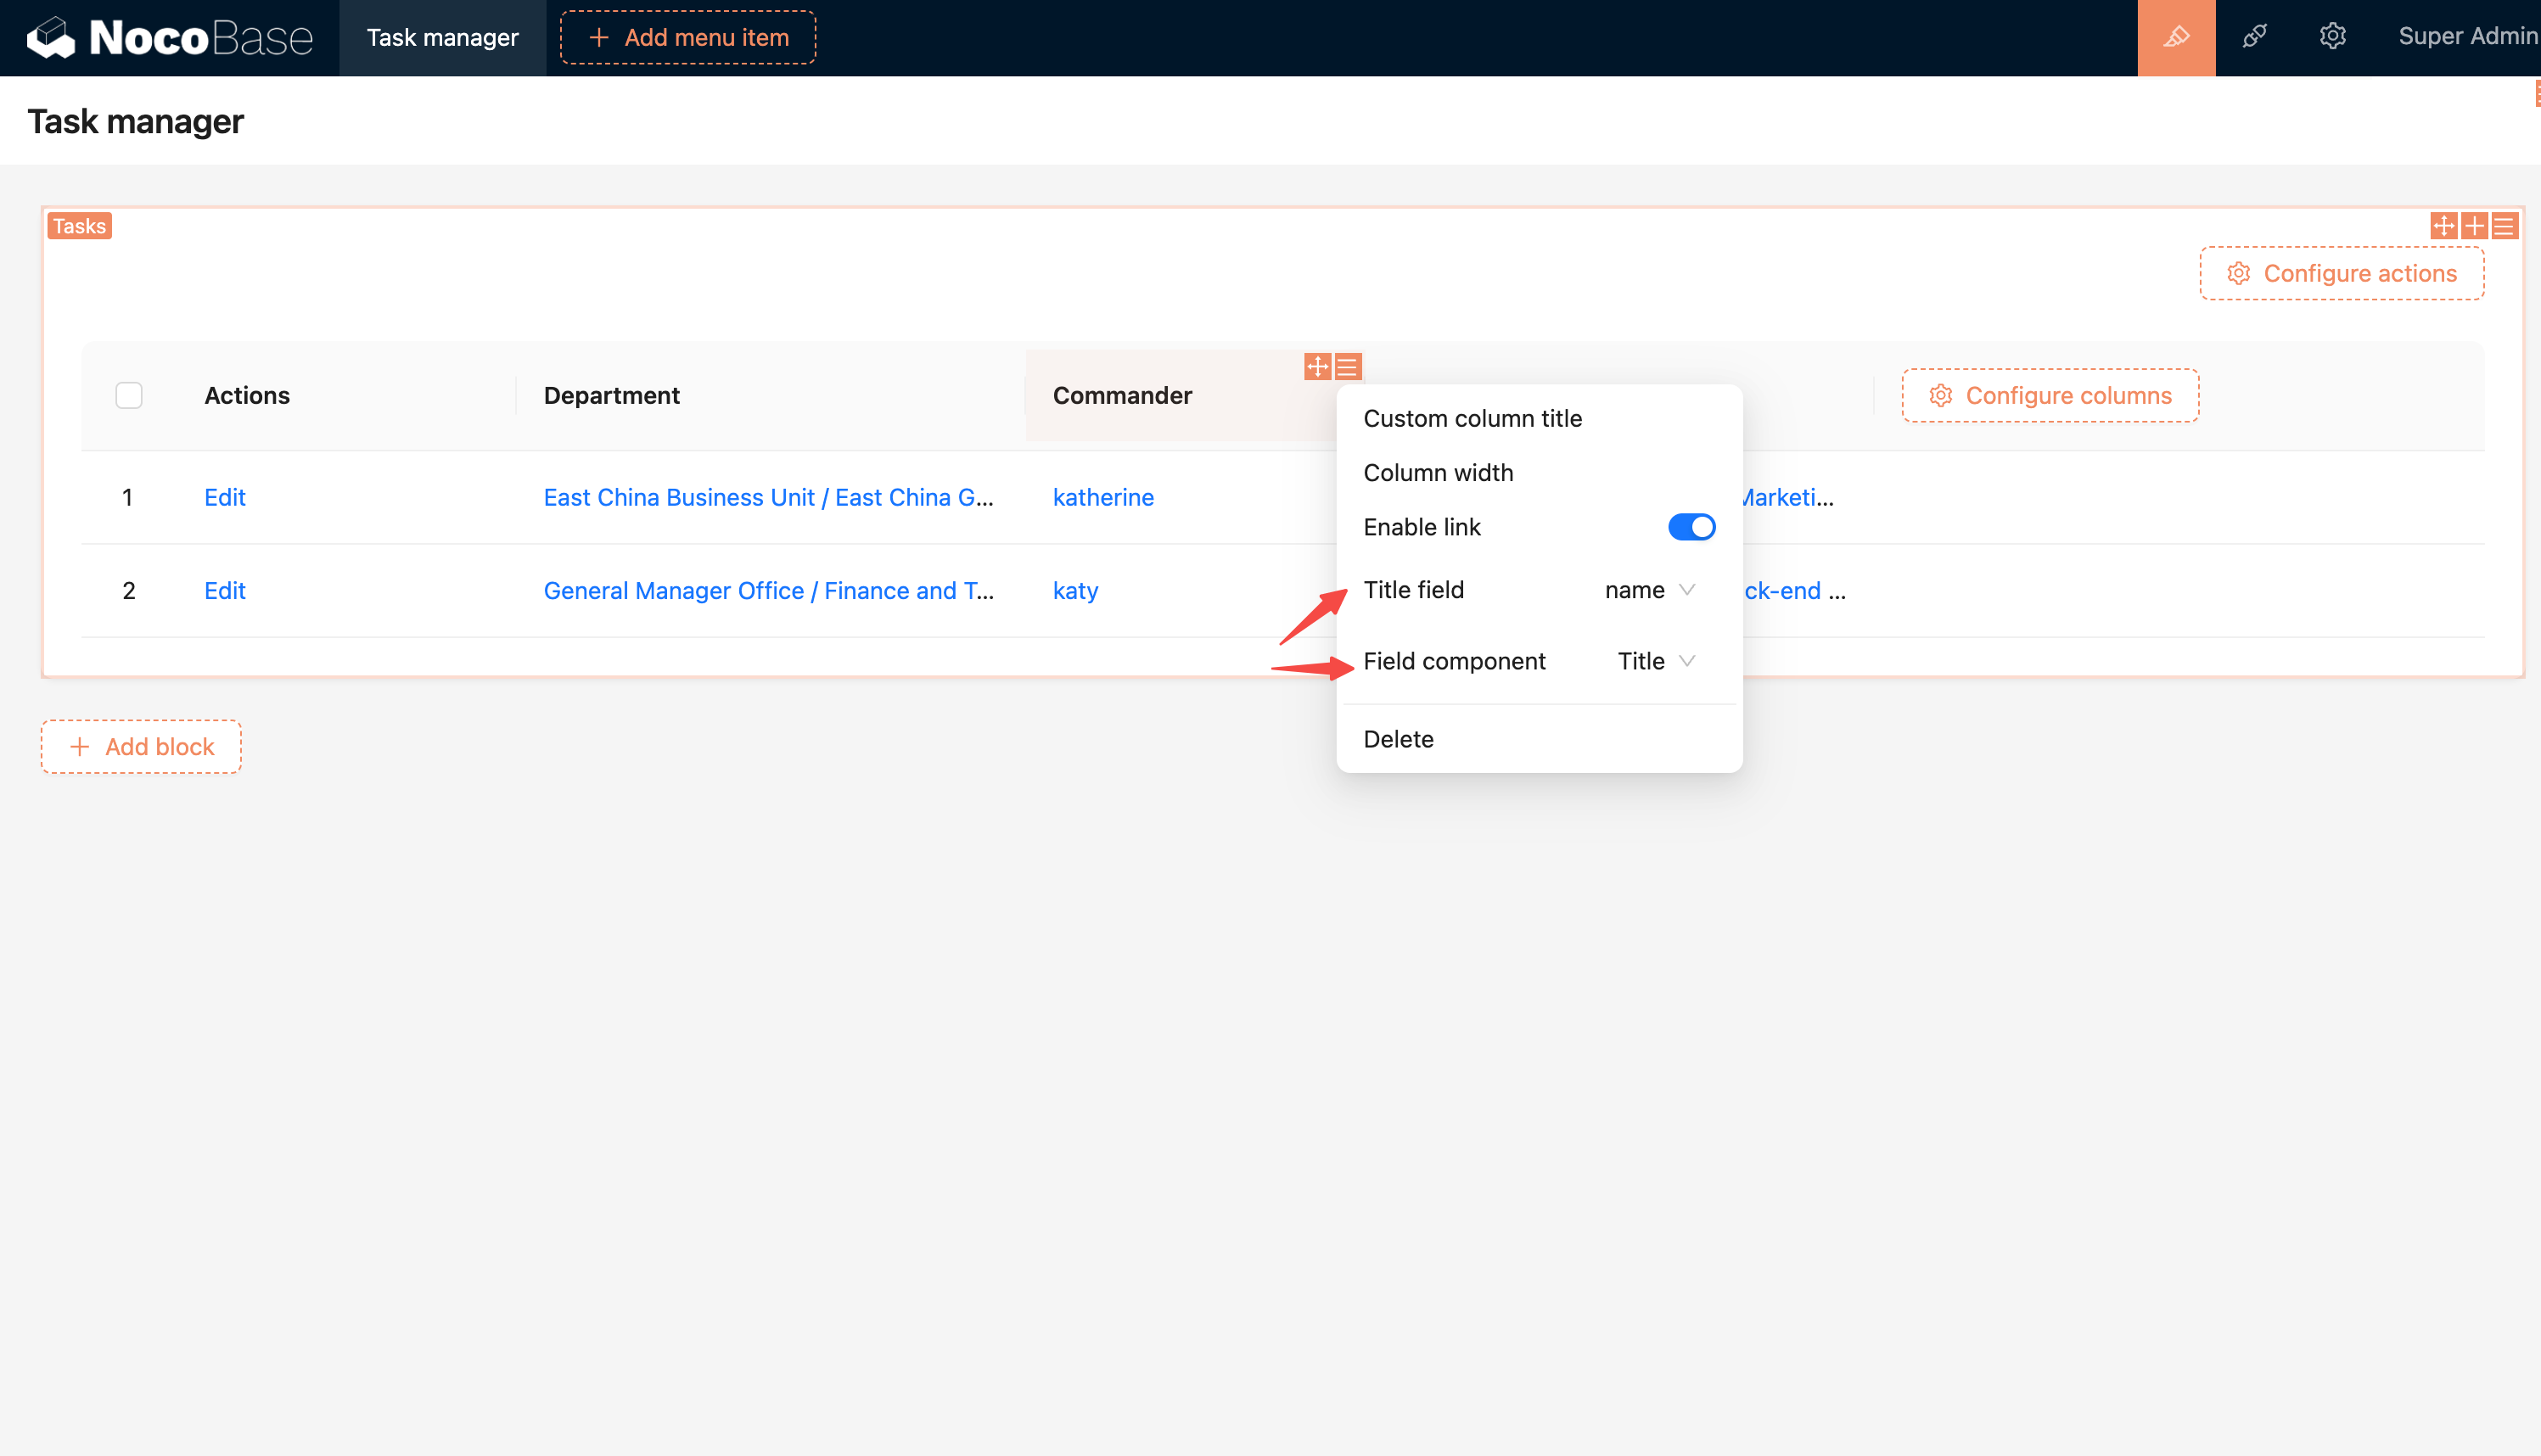 NocoBase
Task manager
Add menu item
Super Admin
Task manager
Tasks
Configure actions
Actions
Department
Commander
Configure columns
1
Edit
East China Business Unit / East China G...
katherine
Marketi...
2
Edit
General Manager Office / Finance and T...
katy
ck-end ...
Custom column title
Column width
Enable link
Title field
name
Field component
Title
Delete
Add block